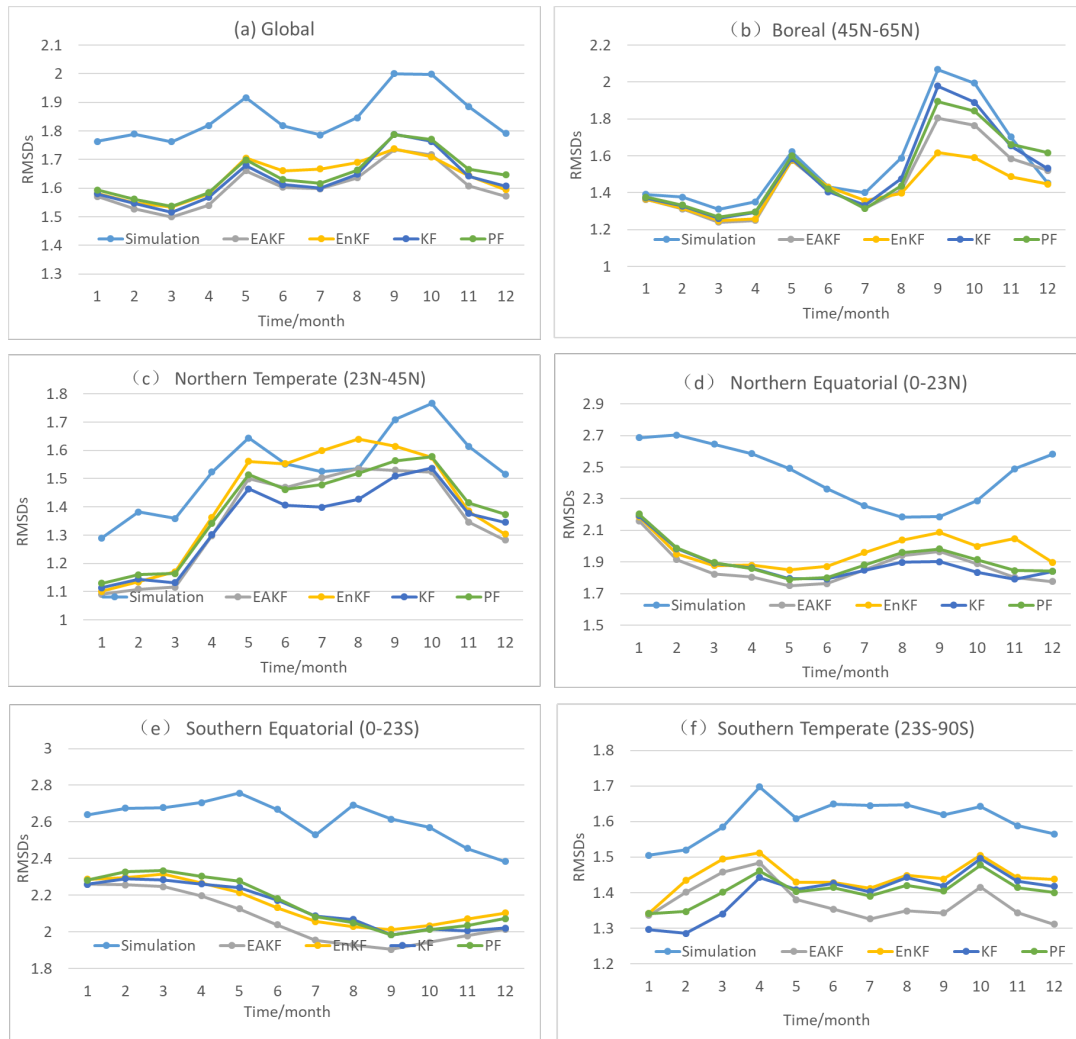 (a) Global
2.1
2
1.9
1.8
1.7
1.6
1.5
1.4
1.3
RMSDs
Simulation EAKF EnKF KF PF
1 2 3 4 5 6 7 8 9 10 11 12
Time/month
（b） Boreal (45N-65N)
2.2
2
1.8
1.6
1.4
1.2
1
RMSDs
Simulation EAKF EnKF KF PF
1 2 3 4 5 6 7 8 9 10 11 12
Time/month
（c） Northern Temperate (23N-45N)
1.8
1.7
1.6
1.5
1.4
1.3
1.2
1.1
1
RMSDs
Simulation EAKF EnKF KF PF
1 2 3 4 5 6 7 8 9 10 11 12
Time/month
（d） Northern Equatorial (0-23N)
2.9
2.7
2.5
2.3
2.1
1.9
1.7
1.5
RMSDs
Simulation EAKF EnKF KF PF
1 2 3 4 5 6 7 8 9 10 11 12
Time/month
（e） Southern Equatorial (0-23S)
3
2.8
2.6
2.4
2.2
2
1.8
RMSDs
Simulation EAKF EnKF KF PF
1 2 3 4 5 6 7 8 9 10 11 12
Time/month
（f） Southern Temperate (23S-90S)
1.8
1.7
1.6
1.5
1.4
1.3
1.2
RMSDs
Simulation EAKF EnKF KF PF
1 2 3 4 5 6 7 8 9 10 11 12
Time/month